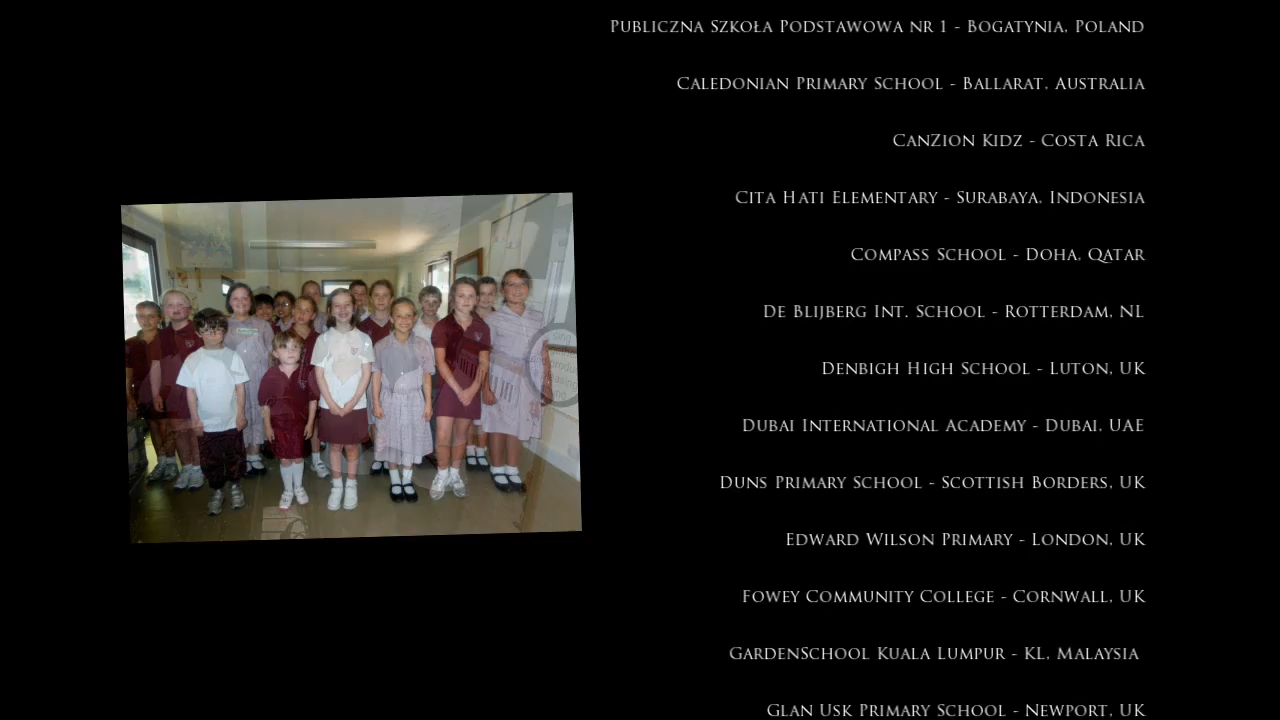 Publiczna Szkoła Podstawowa nr 1 - Bogatynia, Poland
Caledonian Primary School - Ballarat, Australia
CanZion Kidz - Costa Rica
Cita Hati Elementary - Surabaya, Indonesia
Compass School - Doha, Qatar
De Blijberg Int. School - Rotterdam, NL
Denbigh High School - Luton, UK
Dubai International Academy - Dubai, UAE
Duns Primary School - Scottish Borders, UK
Edward Wilson Primary - London, UK
Fowey Community College - Cornwall, UK
GardenSchool Kuala Lumpur - KL, Malaysia
Glan Usk Primary School - Newport, UK